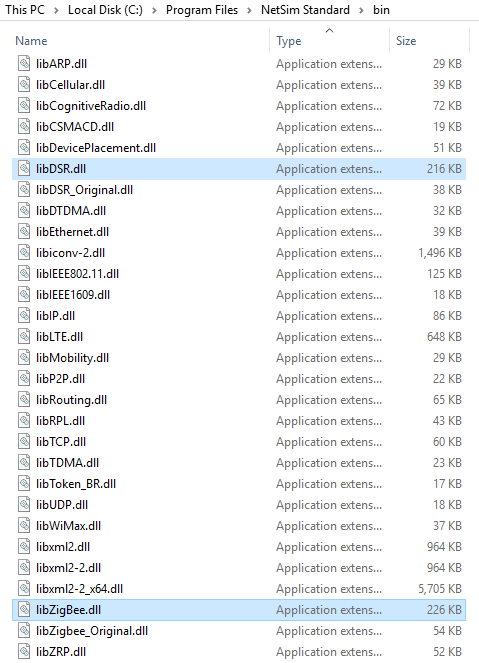 This PC > Local Disk (C:) > Program Files > NetSim Standard > bin
Name Type Size
libARP.dll Application extens... 29 KB
libCellular.dll Application extens... 39 KB
libCognitiveRadio.dll Application extens... 72 KB
libCSMACD.dll Application extens... 19 KB
libDevicePlacement.dll Application extens... 51 KB
libDSR.dll Application extens... 216 KB
libDSR_Original.dll Application extens... 38 KB
libDTDMA.dll Application extens... 32 KB
libEthernet.dll Application extens... 39 KB
libiconv-2.dll Application extens... 1,496 KB
libIEEE802.11.dll Application extens... 125 KB
libIEEE1609.dll Application extens... 18 KB
libIP.dll Application extens... 86 KB
libLTE.dll Application extens... 648 KB
libMobility.dll Application extens... 29 KB
libP2P.dll Application extens... 22 KB
libRouting.dll Application extens... 65 KB
libRPL.dll Application extens... 43 KB
libTCP.dll Application extens... 60 KB
libTDMA.dll Application extens... 23 KB
libToken_BR.dll Application extens... 17 KB
libUDP.dll Application extens... 18 KB
libWiMax.dll Application extens... 37 KB
libxml2.dll Application extens... 964 KB
libxml2-2.dll Application extens... 964 KB
libxml2-2_x64.dll Application extens... 5,705 KB
libZigBee.dll Application extens... 226 KB
libZigbee_Original.dll Application extens... 54 KB
libZRP.dll Application extens... 52 KB